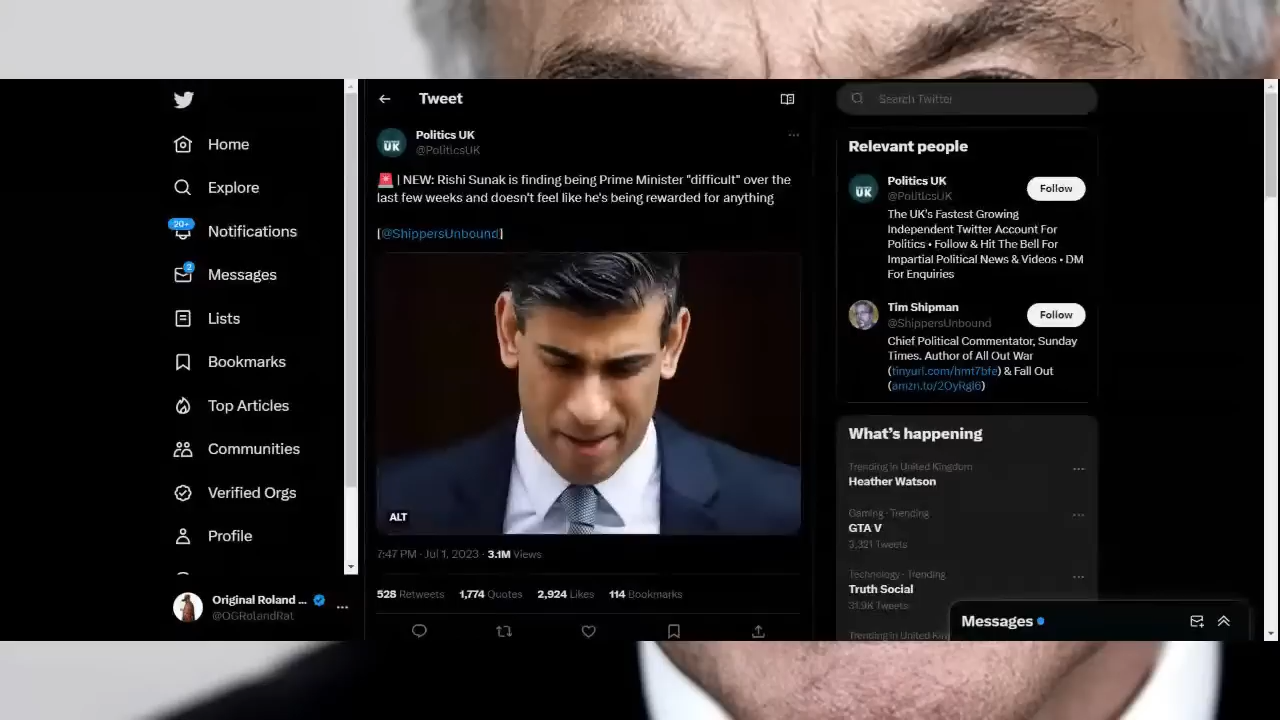 Home
Explore
20+
Notifications
2
Messages
Lists
Bookmarks
Top Articles
Communities
Verified Orgs
Profile
Original Roland ...
@OGRolandRat
Tweet
UK
Politics UK
@PoliticsUK
🚨 | NEW: Rishi Sunak is finding being Prime Minister "difficult" over the
last few weeks and doesn't feel like he's being rewarded for anything
[@ShippersUnbound]
ALT
7:47 PM · Jul 1, 2023 · 3.1M Views
528 Retweets 1,774 Quotes 2,924 Likes 114 Bookmarks
Search Twitter
Relevant people
UK
Politics UK
@PoliticsUK
Follow
The UK's Fastest Growing
Independent Twitter Account For
Politics • Follow & Hit The Bell For
Impartial Political News & Videos • DM
For Enquiries
Tim Shipman
@ShippersUnbound
Follow
Chief Political Commentator, Sunday
Times. Author of All Out War
(tinyurl.com/hmt7bfe) & Fall Out
(amzn.to/2OyRgl6)
What's happening
Trending in United Kingdom
Heather Watson
Gaming · Trending
GTA V
3,321 Tweets
Technology · Trending
Truth Social
31.9K Tweets
Trending in United
Messages